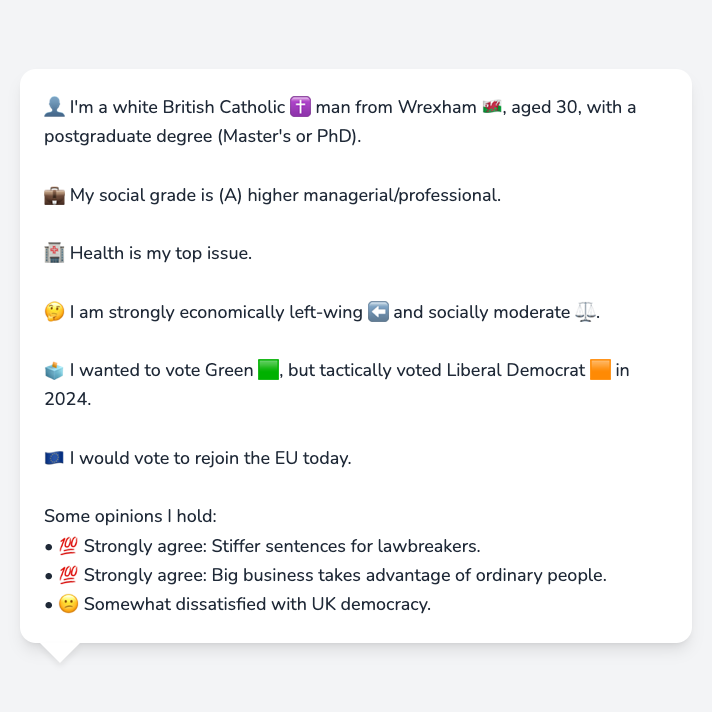 👤 I'm a white British Catholic ✝️ man from Wrexham 🏴󠁧󠁢󠁷󠁬󠁳󠁿, aged 30, with a
postgraduate degree (Master's or PhD).
💼 My social grade is (A) higher managerial/professional.
🏥 Health is my top issue.
🤔 I am strongly economically left-wing ⬅️ and socially moderate ⚖️.
🗳️ I wanted to vote Green 🟩, but tactically voted Liberal Democrat 🟧 in
2024.
🇪🇺 I would vote to rejoin the EU today.
Some opinions I hold:
• 💯 Strongly agree: Stiffer sentences for lawbreakers.
• 💯 Strongly agree: Big business takes advantage of ordinary people.
• 😕 Somewhat dissatisfied with UK democracy.